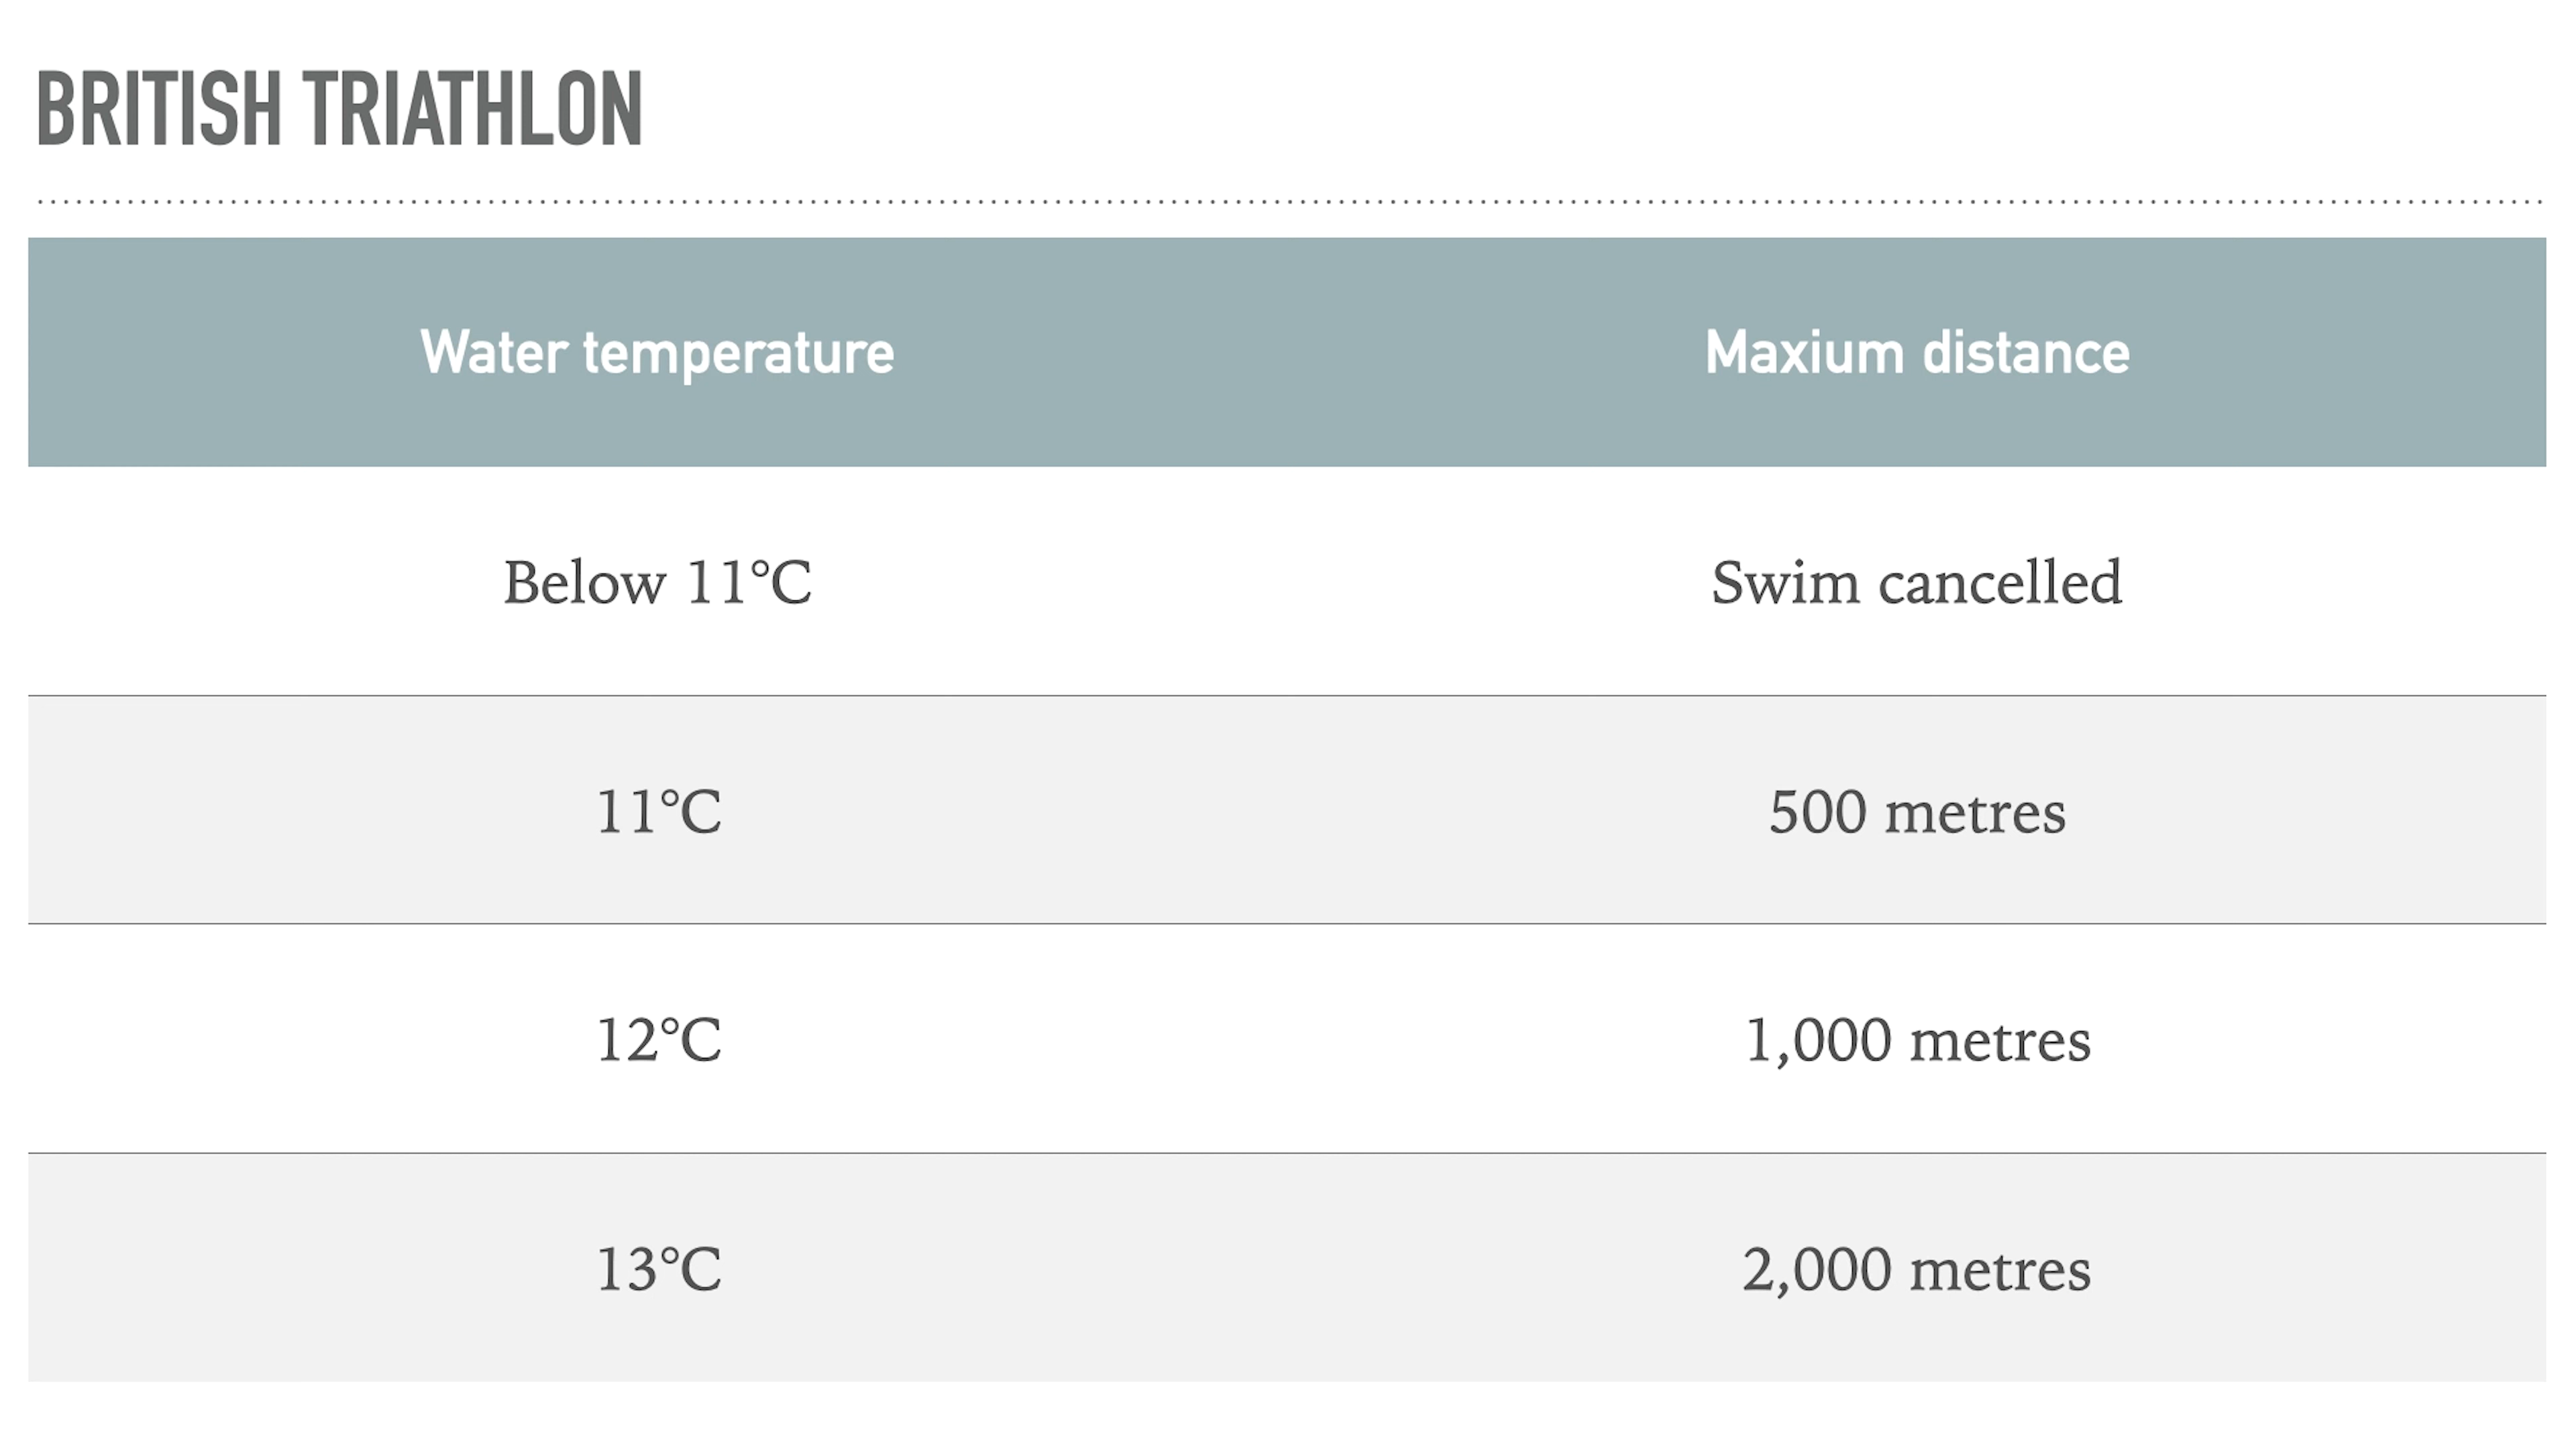 BRITISH TRIATHLON
Water temperature Maxium distance
Below 11°C Swim cancelled
11°C 500 metres
12°C 1,000 metres
13°C 2,000 metres